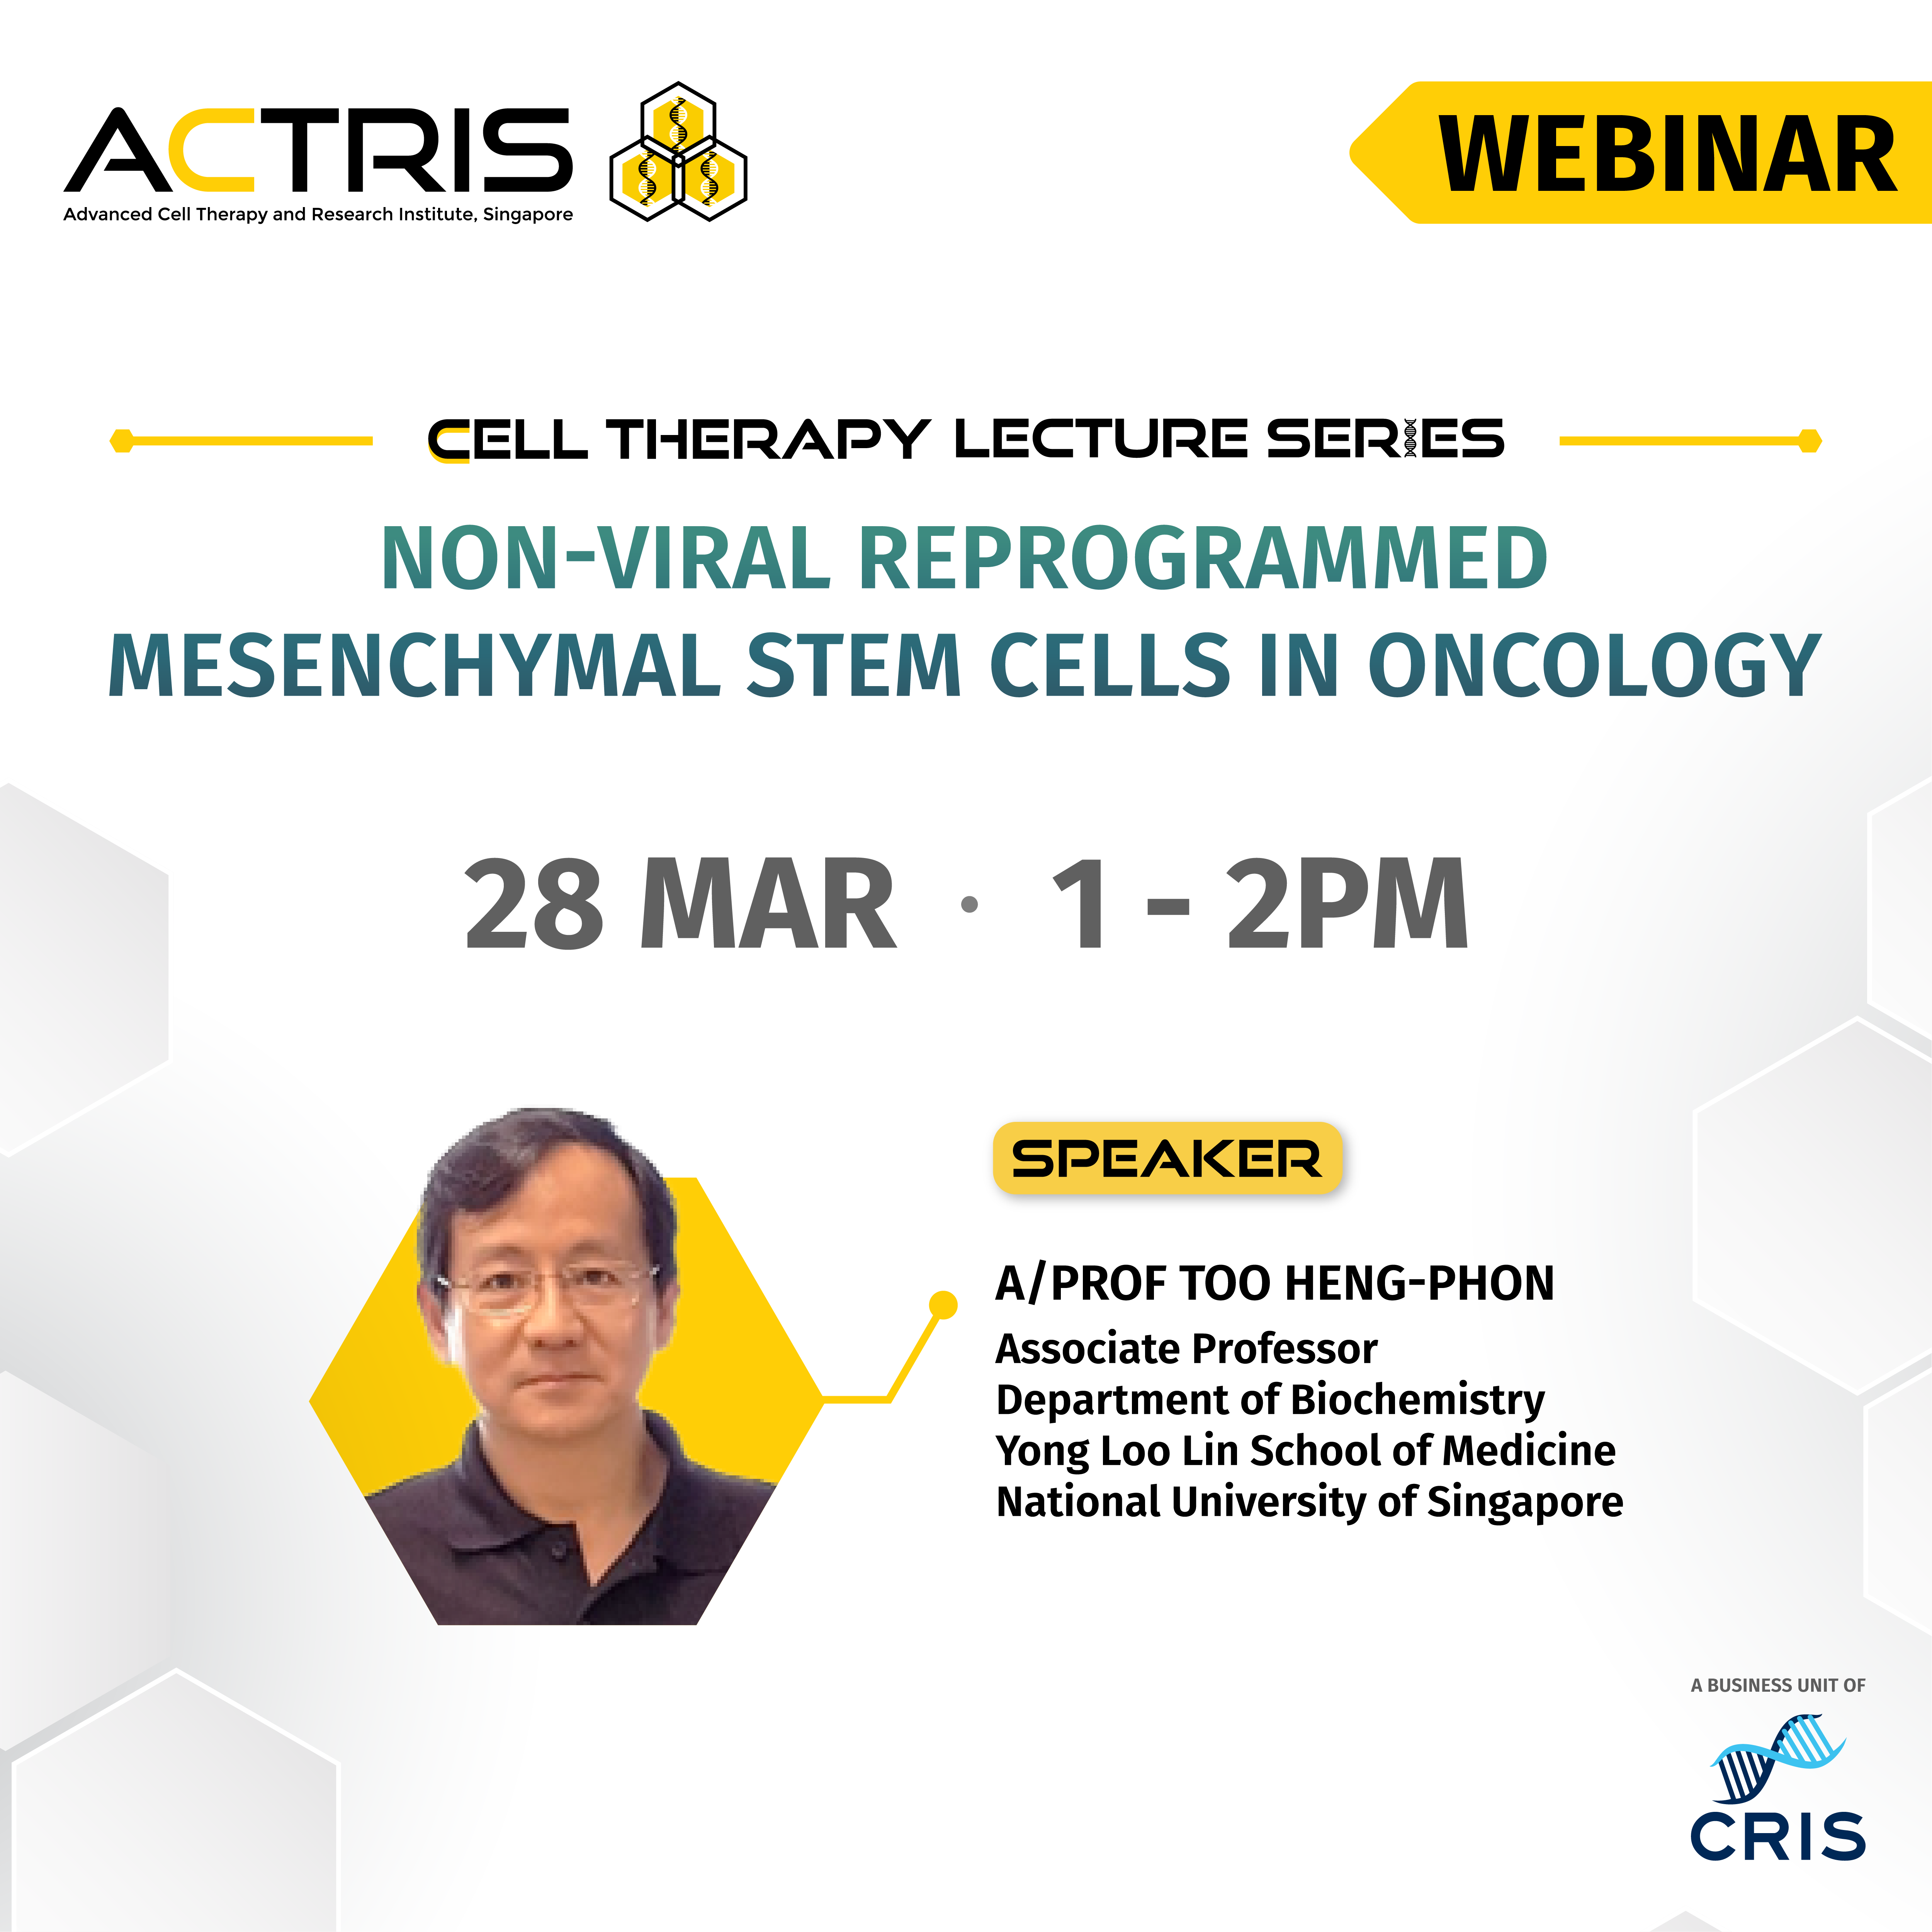 ACTRIS
Advanced Cell Therapy and Research Institute, Singapore
WEBINAR
CELL THERAPY LECTURE SERIES
NON-VIRAL REPROGRAMMED
MESENCHYMAL STEM CELLS IN ONCOLOGY
28 MAR • 1 - 2PM
SPEAKER
A/PROF TOO HENG-PHON
Associate Professor
Department of Biochemistry
Yong Loo Lin School of Medicine
National University of Singapore
A BUSINESS UNIT OF
CRIS